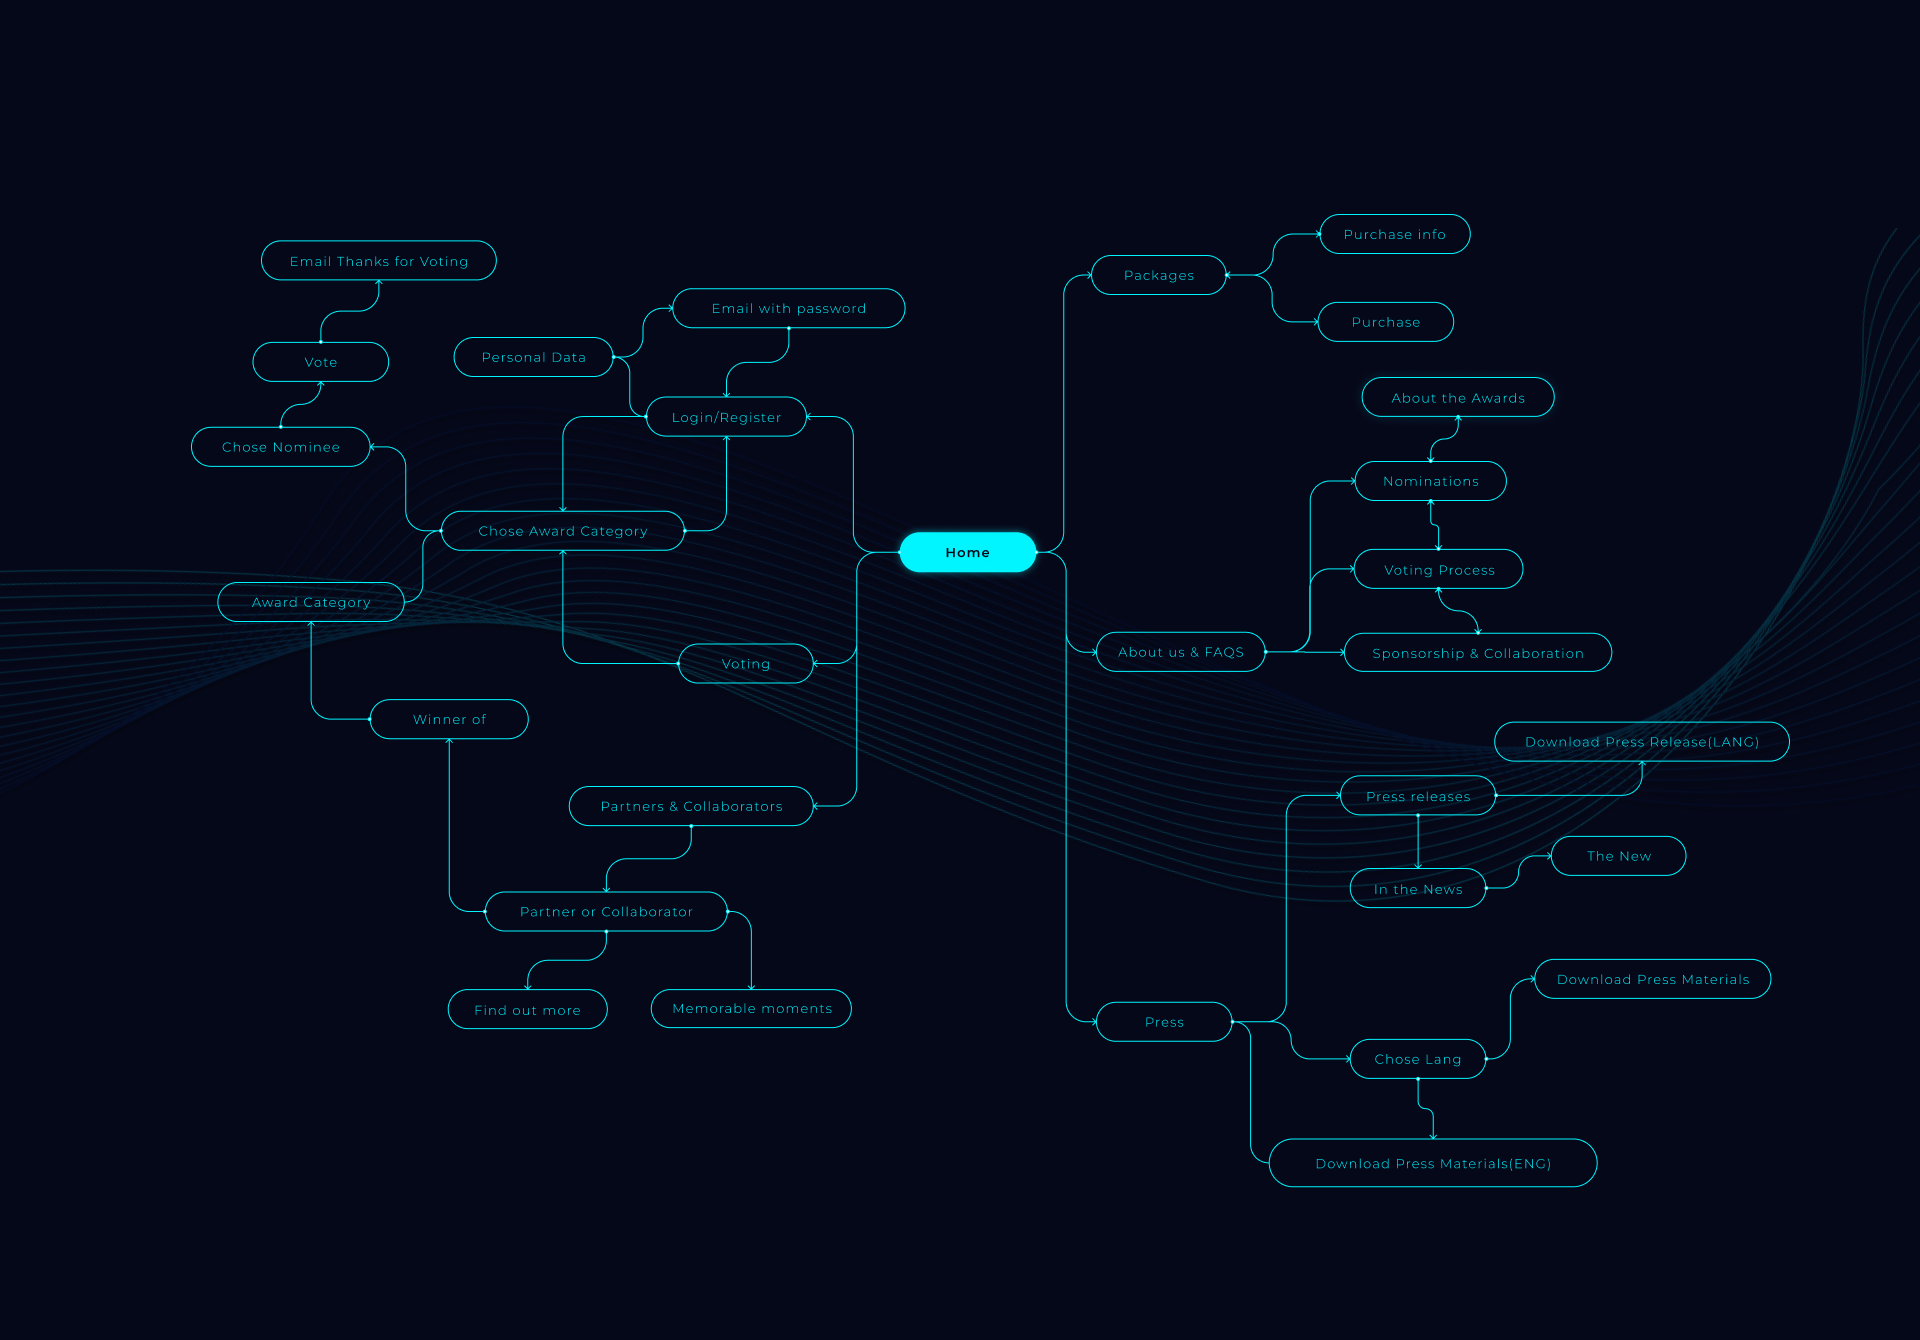 Purchase info
Email Thanks for Voting
Packages
Email with password
Purchase
Personal Data
Vote
About the Awards
Login/Register
Chose Nominee
Nominations
Chose Award Category
Home
Voting Process
Award Category
About us & FAQS
Sponsorship & Collaboration
Voting
Winner of
Download Press Release(LANG)
Press releases
Partners & Collaborators
The New
In the News
Partner or Collaborator
Download Press Materials
Find out more
Memorable moments
Press
Chose Lang
Download Press Materials(ENG)